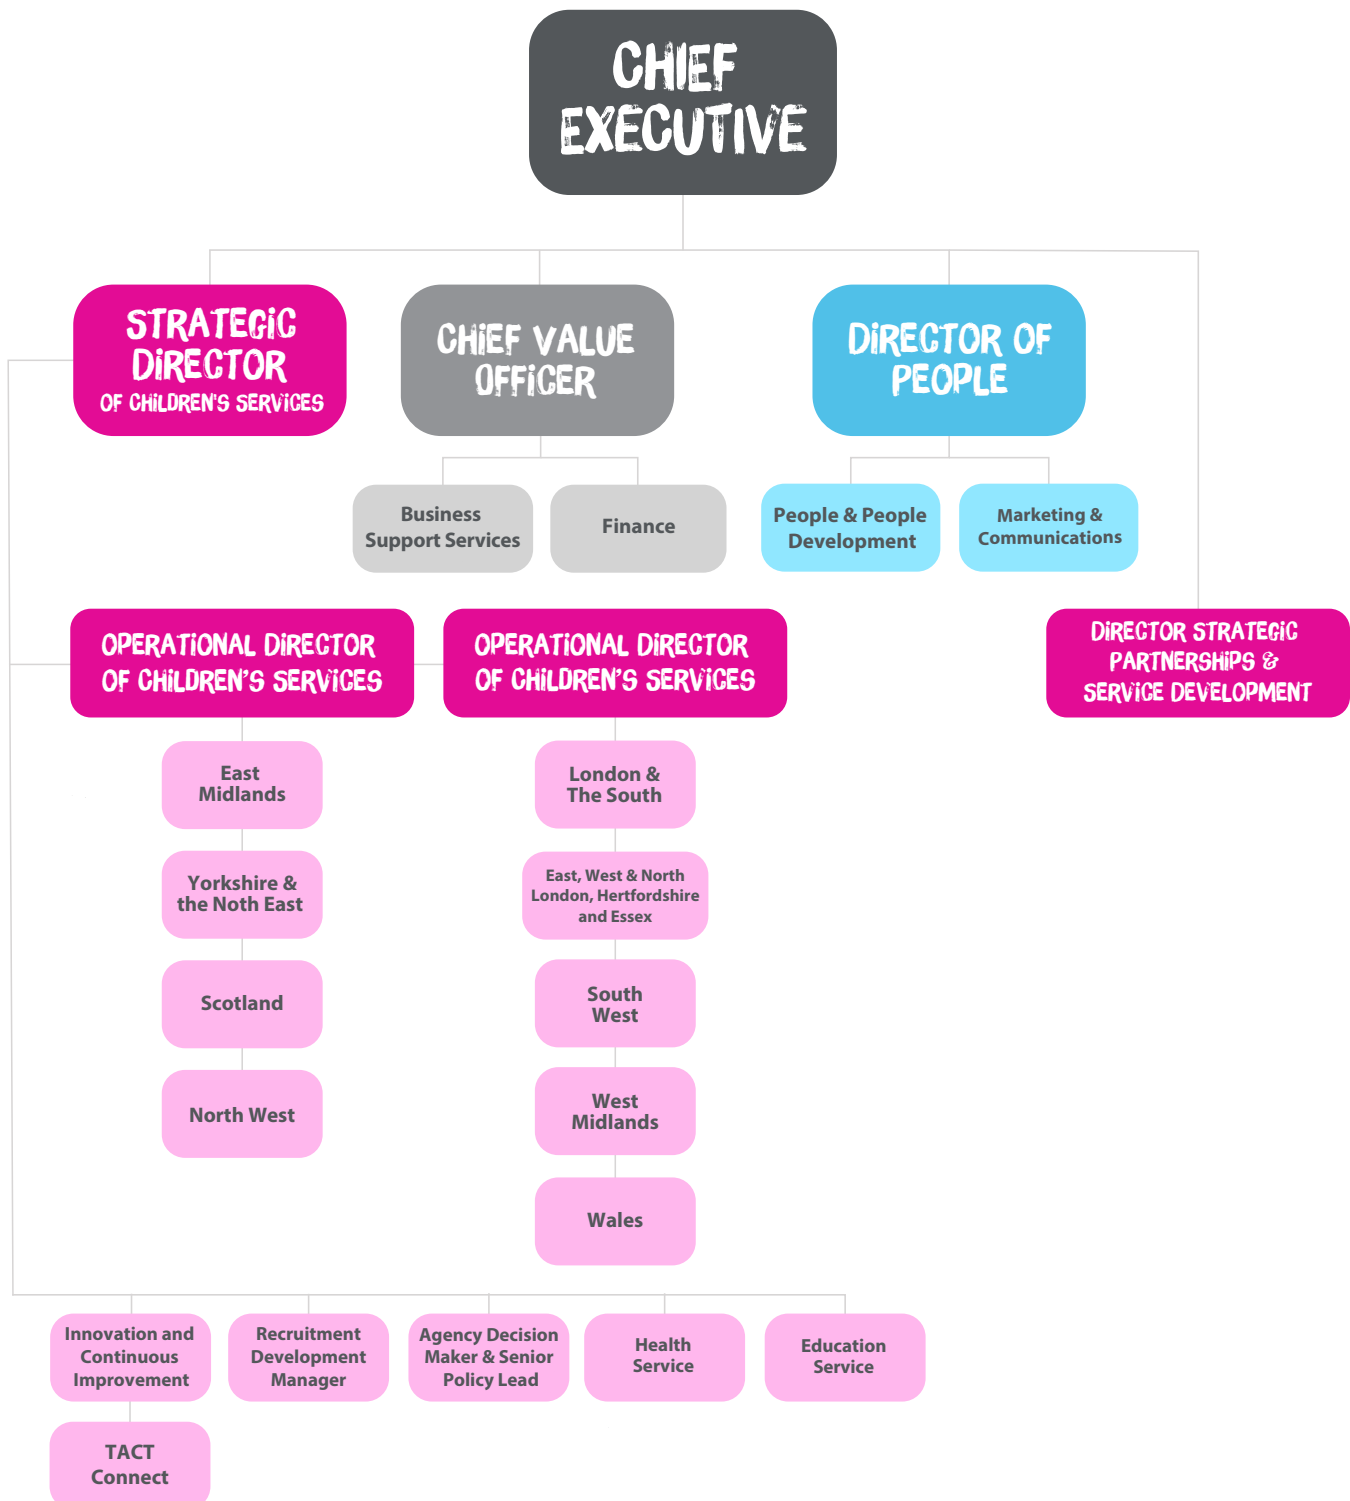 CHIEF
EXECUTIVE
STRATEGIC
DIRECTOR
OF CHILDREN'S SERVICES
CHIEF VALUE
OFFICER
DIRECTOR OF
PEOPLE
Business
Support Services
Finance
People & People
Development
Marketing &
Communications
OPERATIONAL DIRECTOR
OF CHILDREN'S SERVICES
OPERATIONAL DIRECTOR
OF CHILDREN'S SERVICES
DIRECTOR STRATEGIC
PARTNERSHIPS &
SERVICE DEVELOPMENT
East
Midlands
Yorkshire &
the Noth East
Scotland
North West
London &
The South
East, West & North
London, Hertfordshire
and Essex
South
West
West
Midlands
Wales
Innovation and
Continuous
Improvement
Recruitment
Development
Manager
Agency Decision
Maker & Senior
Policy Lead
Health
Service
Education
Service
TACT
Connect